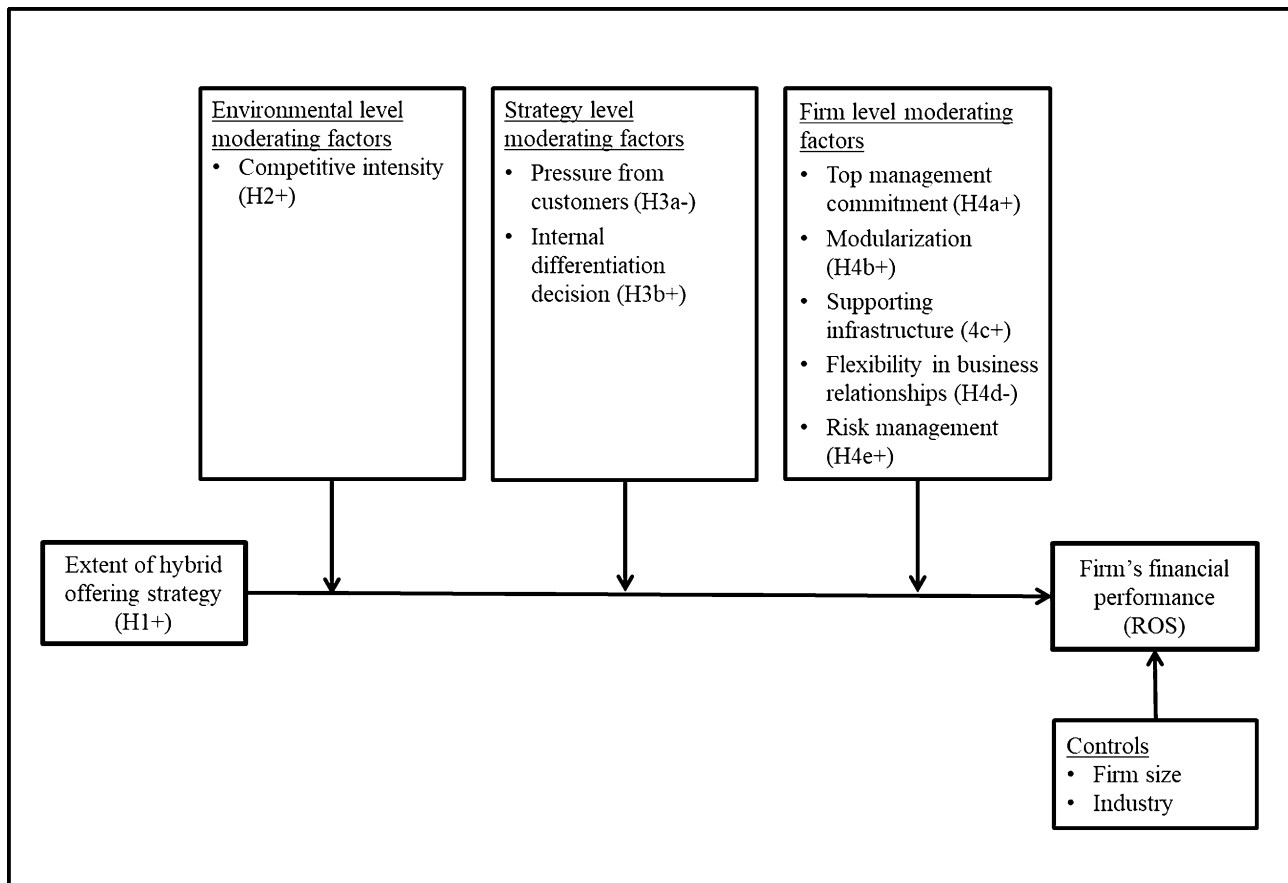 Environmental level
moderating factors
• Competitive intensity
(H2+)
Strategy level
moderating factors
• Pressure from
customers (H3a-)
• Internal
differentiation
decision (H3b+)
Firm level moderating
factors
• Top management
commitment (H4a+)
• Modularization
(H4b+)
• Supporting
infrastructure (4c+)
• Flexibility in business
relationships (H4d-)
• Risk management
(H4e+)
Extent of hybrid
offering strategy
(H1+)
Firm’s financial
performance
(ROS)
Controls
• Firm size
• Industry